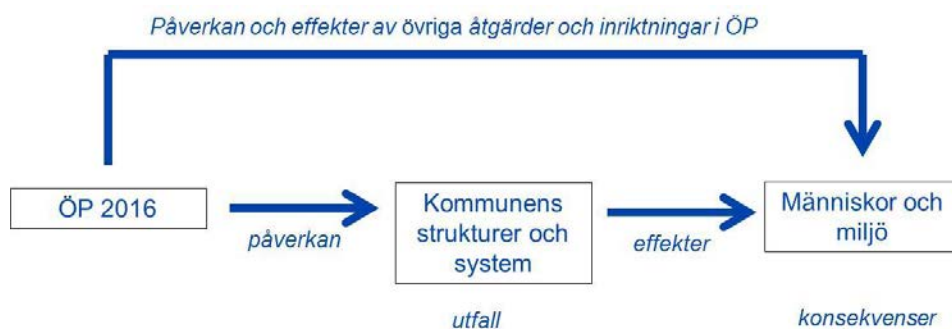 Påverkan och effekter av övriga åtgärder och inriktningar i ÖP
ÖP 2016
påverkan
Kommunens
strukturer och
system
effekter
Människor och
miljö
utfall
konsekvenser